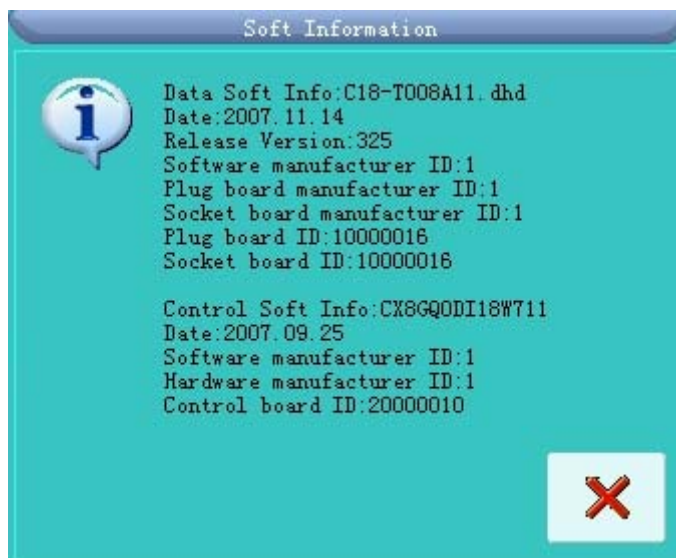 Soft Information
Data Soft Info:C18-T008A11.dhd
Date:2007.11.14
Release Version:325
Software manufacturer ID:1
Plug board manufacturer ID:1
Socket board manufacturer ID:1
Plug board ID:10000016
Socket board ID:10000016
Control Soft Info:CX8GQODI18W711
Date:2007.09.25
Software manufacturer ID:1
Hardware manufacturer ID:1
Control board ID:20000010